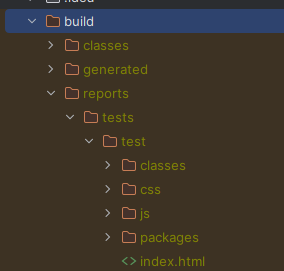 build
classes
generated
reports
tests
test
classes
css
js
packages
<> index.html